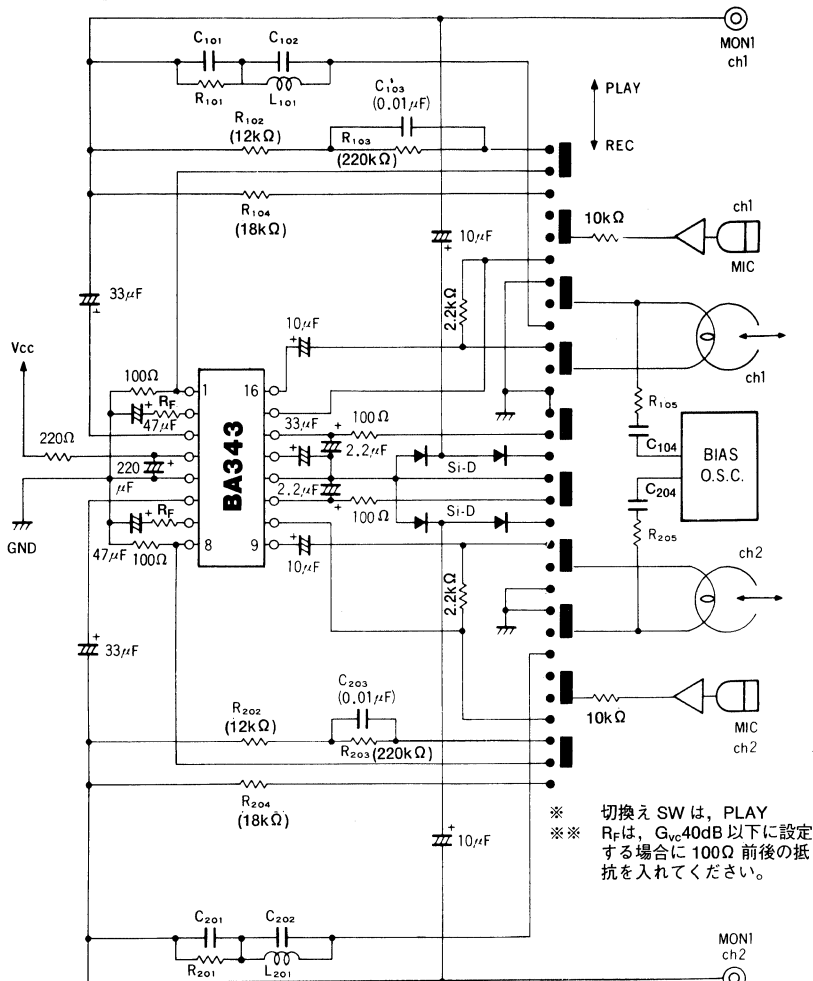 MON1
ch1
C₁₀₁
C₁₀₂
R₁₀₁
L₁₀₁
C₁₀₃
(0.01μF)
PLAY
REC
R₁₀₂
(12kΩ)
R₁₀₃
(220kΩ)
R₁₀₄
(18kΩ)
10μF
10kΩ
ch1
MIC
33μF
2.2kΩ
10μF
Vcc
100Ω
1
16
ch1
RF
47μF
33μF
100Ω
R₁₀₅
220Ω
2.2μF
C₁₀₄
BIAS
O.S.C.
220
μF
BA343
Si-D
2.2μF
Si-D
C₂₀₄
GND
RF
100Ω
R₂₀₅
47μF
100Ω
8
9
10μF
ch2
2.2kΩ
33μF
C₂₀₃
(0.01μF)
R₂₀₂
(12kΩ)
R₂₀₃(220kΩ)
10kΩ
MIC
ch2
R₂₀₄
(18kΩ)
10μF
※ 切換え SW は，PLAY
※※ RFは，Gvc40dB 以下に設定
する場合に 100Ω 前後の抵
抗を入れてください。
C₂₀₁
C₂₀₂
R₂₀₁
L₂₀₁
MON1
ch2